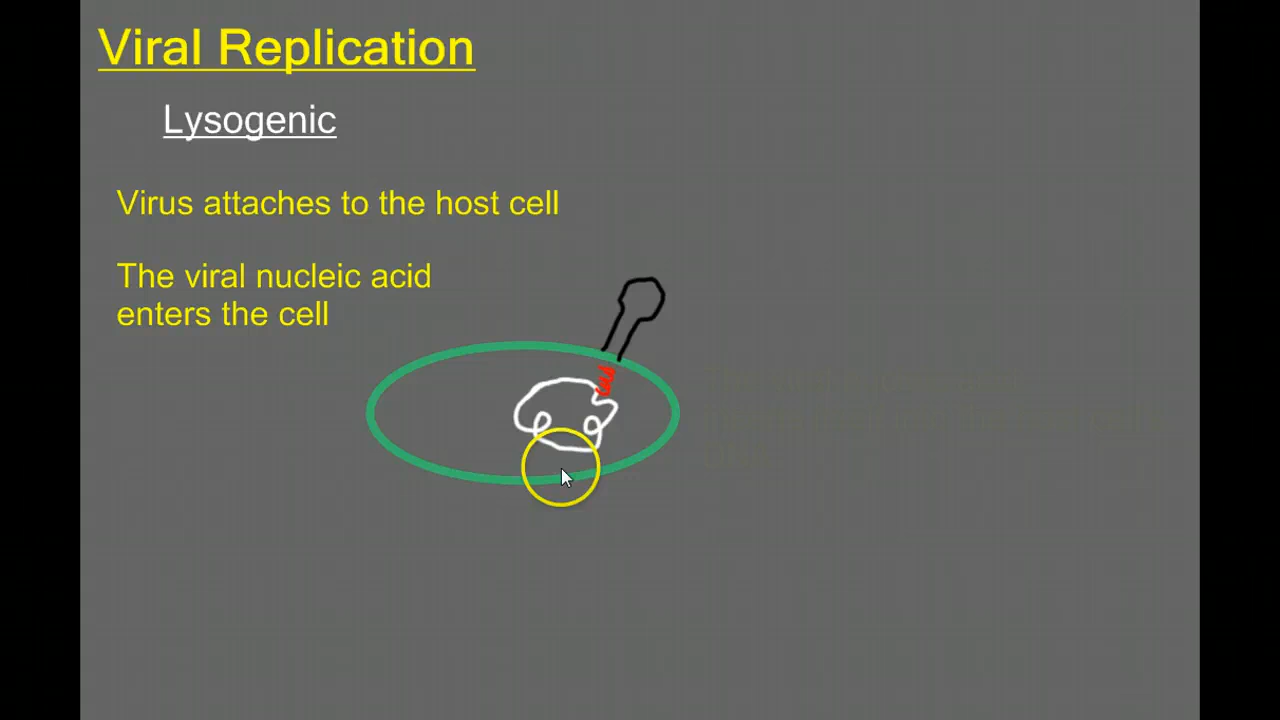 Viral Replication
Lysogenic
Virus attaches to the host cell
The viral nucleic acid
enters the cell